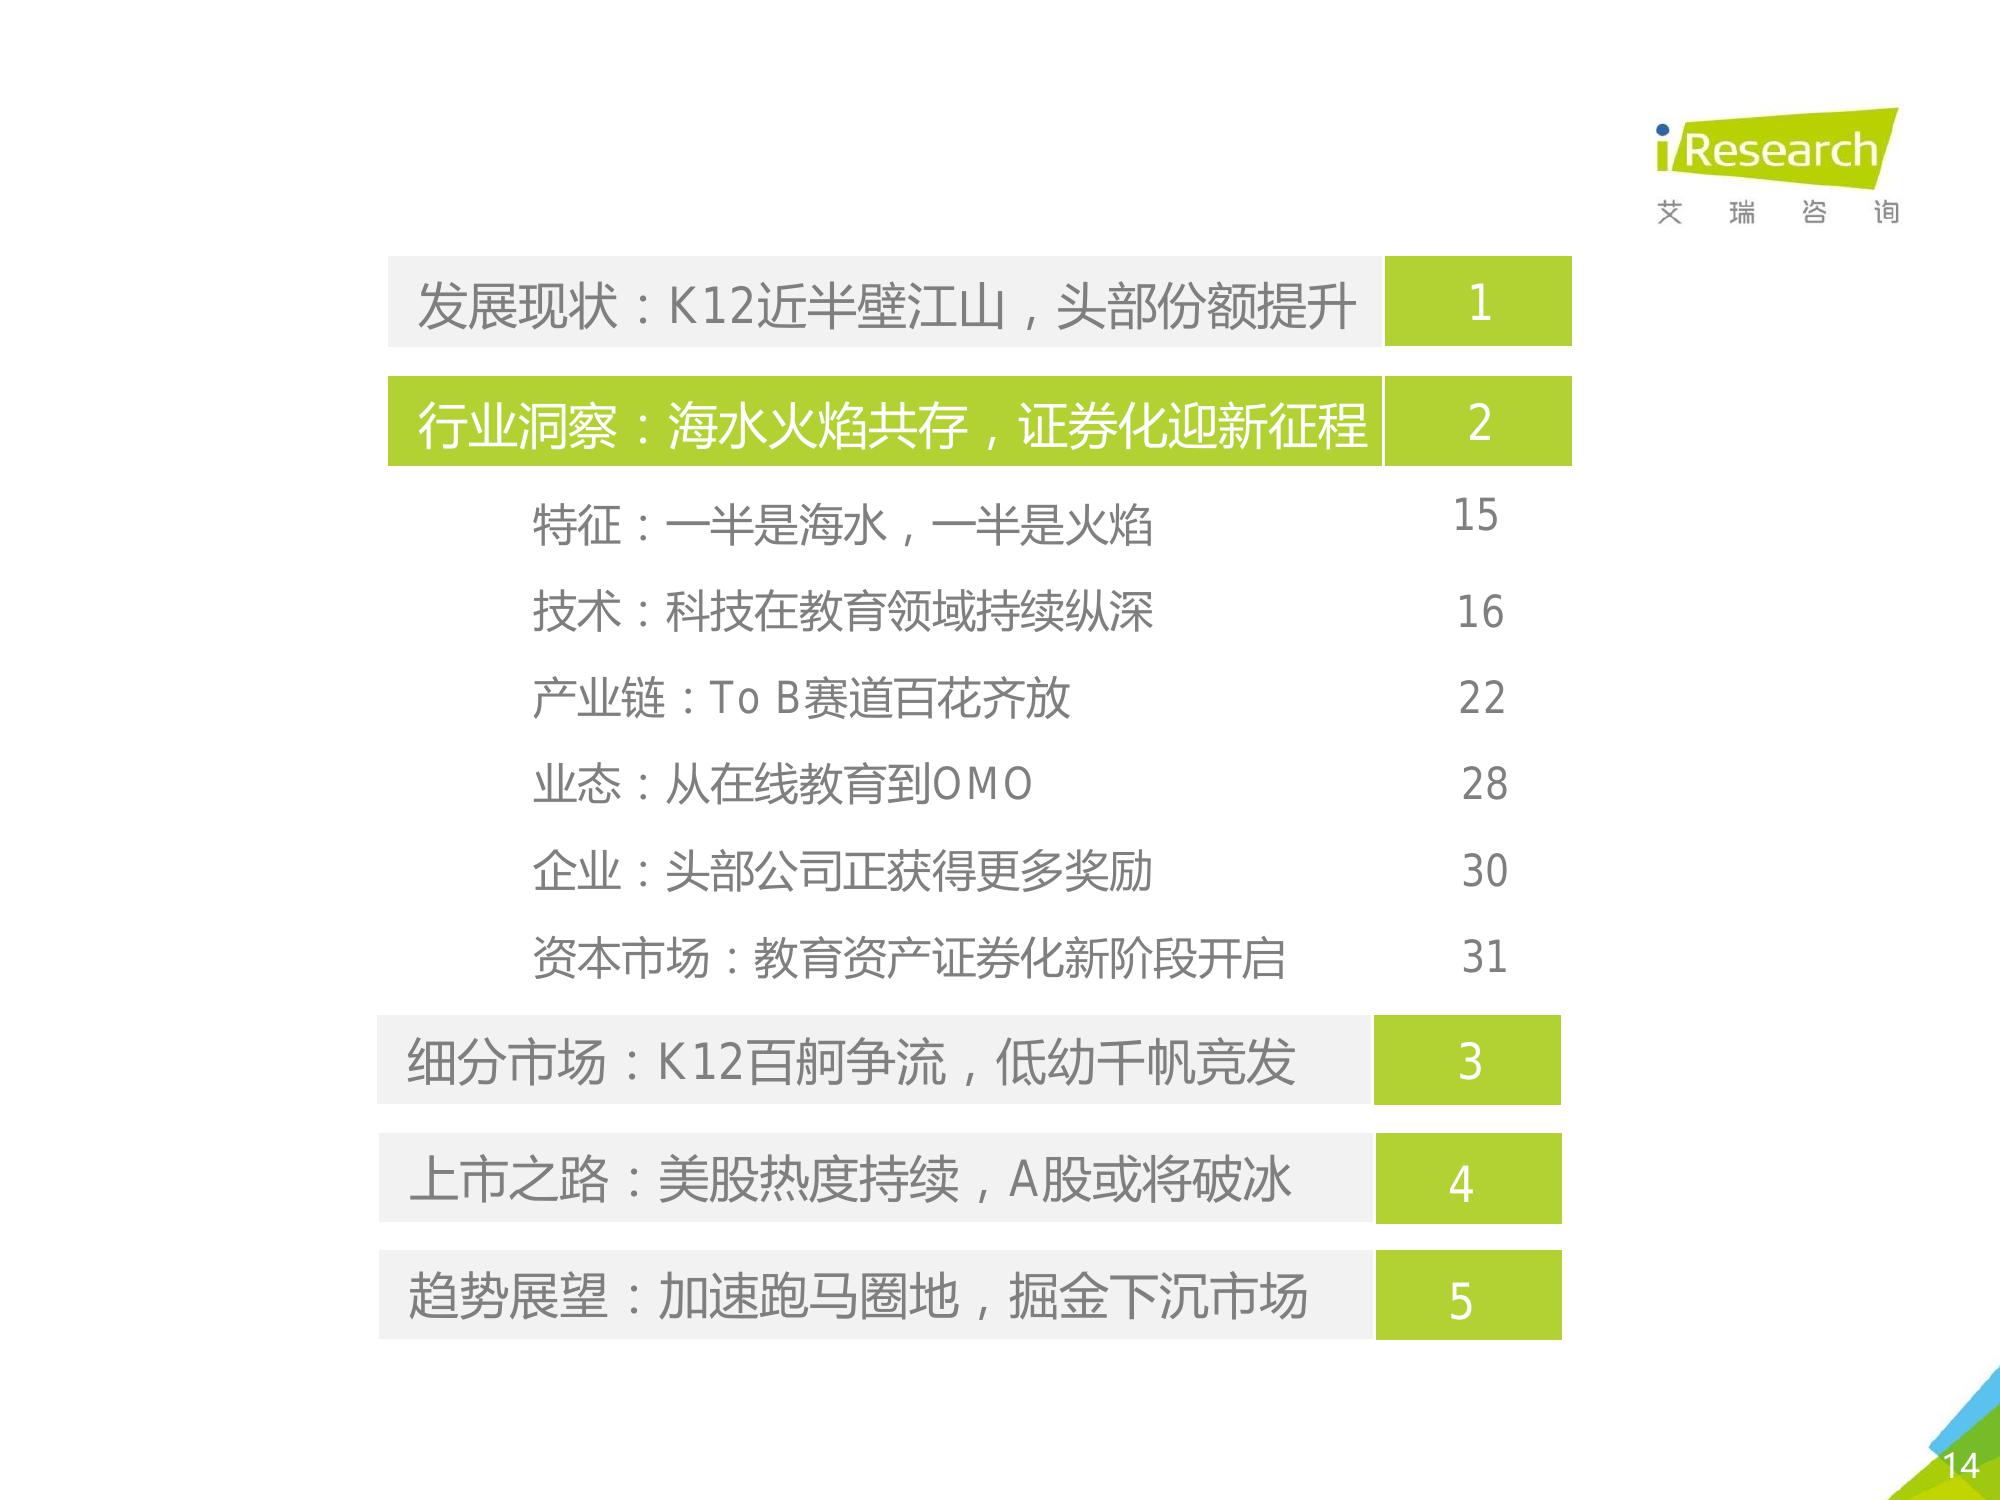 iResearch
艾瑞咨询
发展现状：K12近半壁江山，头部份额提升 1
行业洞察：海水火焰共存，证券化迎新征程 2
特征：一半是海水，一半是火焰 15
技术：科技在教育领域持续纵深 16
产业链：To B赛道百花齐放 22
业态：从在线教育到OMO 28
企业：头部公司正获得更多奖励 30
资本市场：教育资产证券化新阶段开启 31
细分市场：K12百舸争流，低幼千帆竞发 3
上市之路：美股热度持续，A股或将破冰 4
趋势展望：加速跑马圈地，掘金下沉市场 5
14